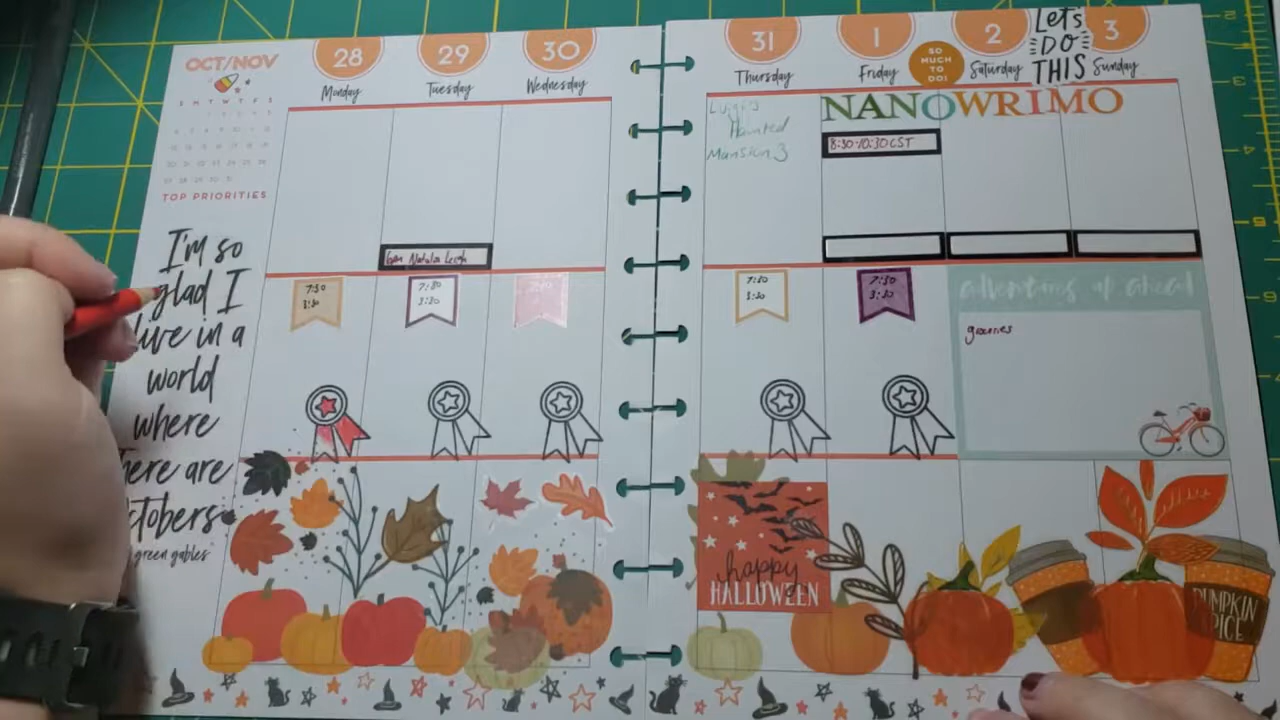 OCT/NOV
S M T W T F S
TOP PRIORITIES
I'm so
glad I
live in a
world
where
there are
green gables
28
Monday
29
Tuesday
30
Wednesday
31
Thursday
1
Friday
SO
MUCH TO
DO!
2
Saturday
Let's
DO
THIS
3
Sunday
Luigi's
Haunted
Mansion 3
NANOWRIMO
8:30-10:30 CST
Natalia Leigh
7:30
3:30
7:30
3:30
7:30
3:30
7:30
3:30
adventures up ahead
groceries
happy
HALLOWEEN
PUMPKIN
SPICE